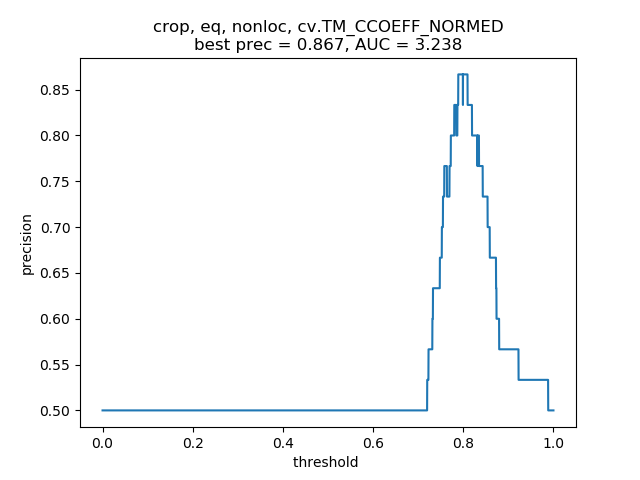 crop, eq, nonloc, cv.TM_CCOEFF_NORMED
best prec = 0.867, AUC = 3.238
0.85
0.80
0.75
0.70
0.65
0.60
0.55
0.50
precision
0.0 0.2 0.4 0.6 0.8 1.0
threshold